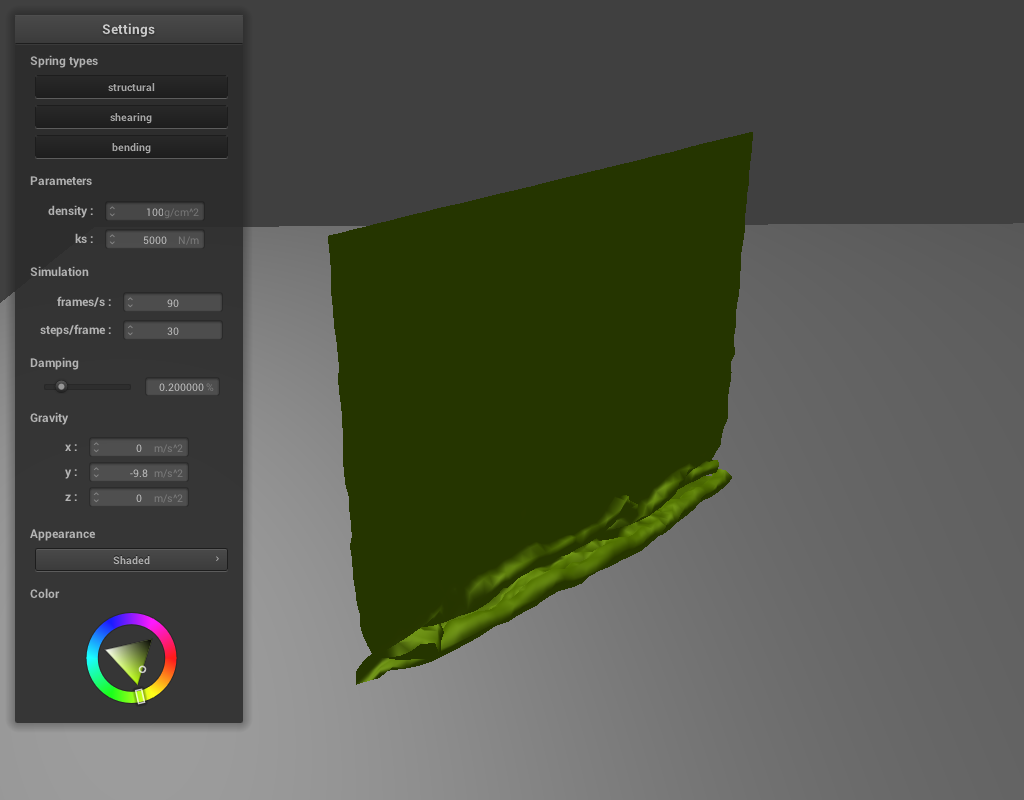 Settings
Spring types
structural
shearing
bending
Parameters
density : 100 g/cm^2
ks : 5000 N/m
Simulation
frames/s : 90
steps/frame : 30
Damping
0.200000 %
Gravity
x : 0 m/s^2
y : -9.8 m/s^2
z : 0 m/s^2
Appearance
Shaded
Color